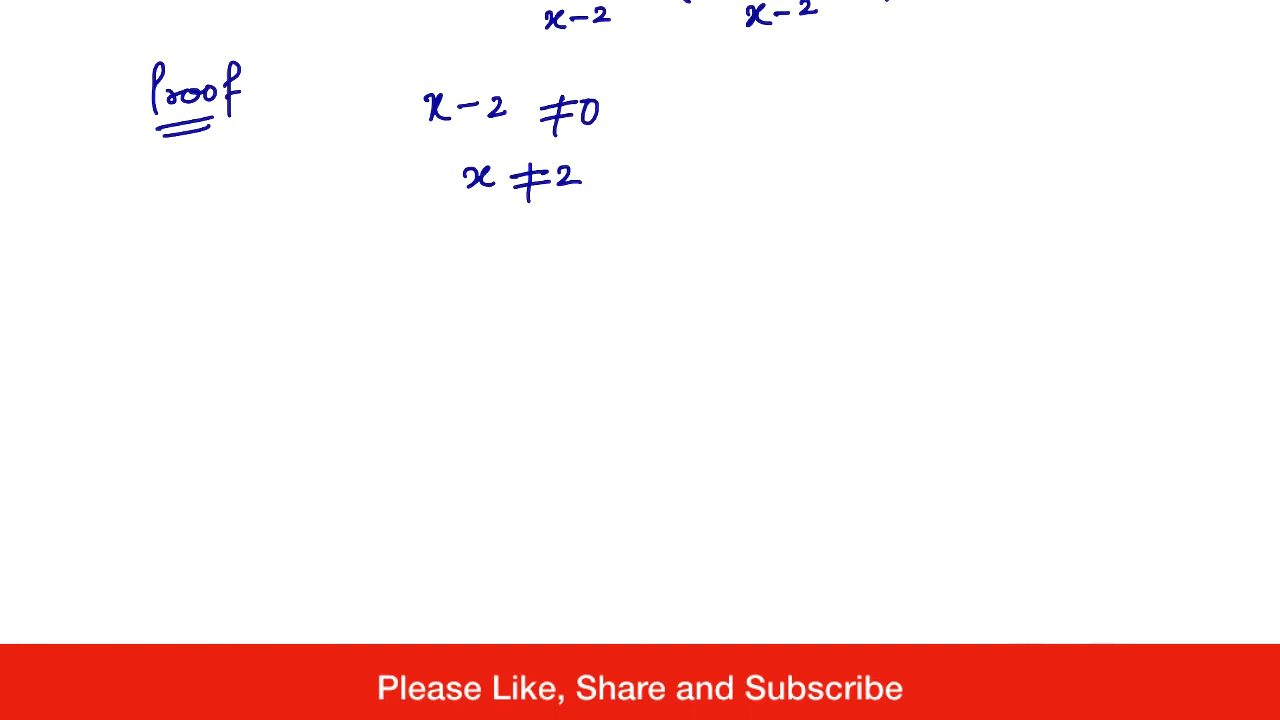 x-2 x-2
Proof x-2 ≠0
x ≠2
Please Like, Share and Subscribe